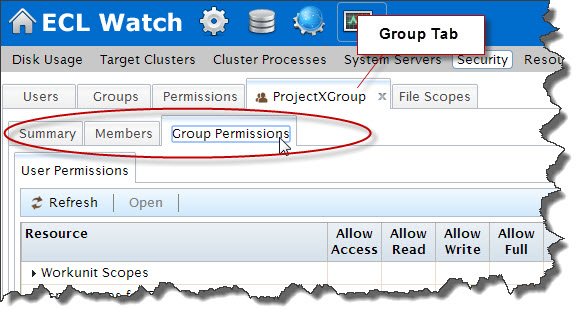 ECL Watch
Group Tab
Disk Usage Target Clusters Cluster Processes System Servers Security
Users Groups Permissions ProjectXGroup x File Scopes
Summary Members Group Permissions
User Permissions
Refresh Open
Resource Allow Access Allow Read Allow Write Allow Full
Workunit Scopes